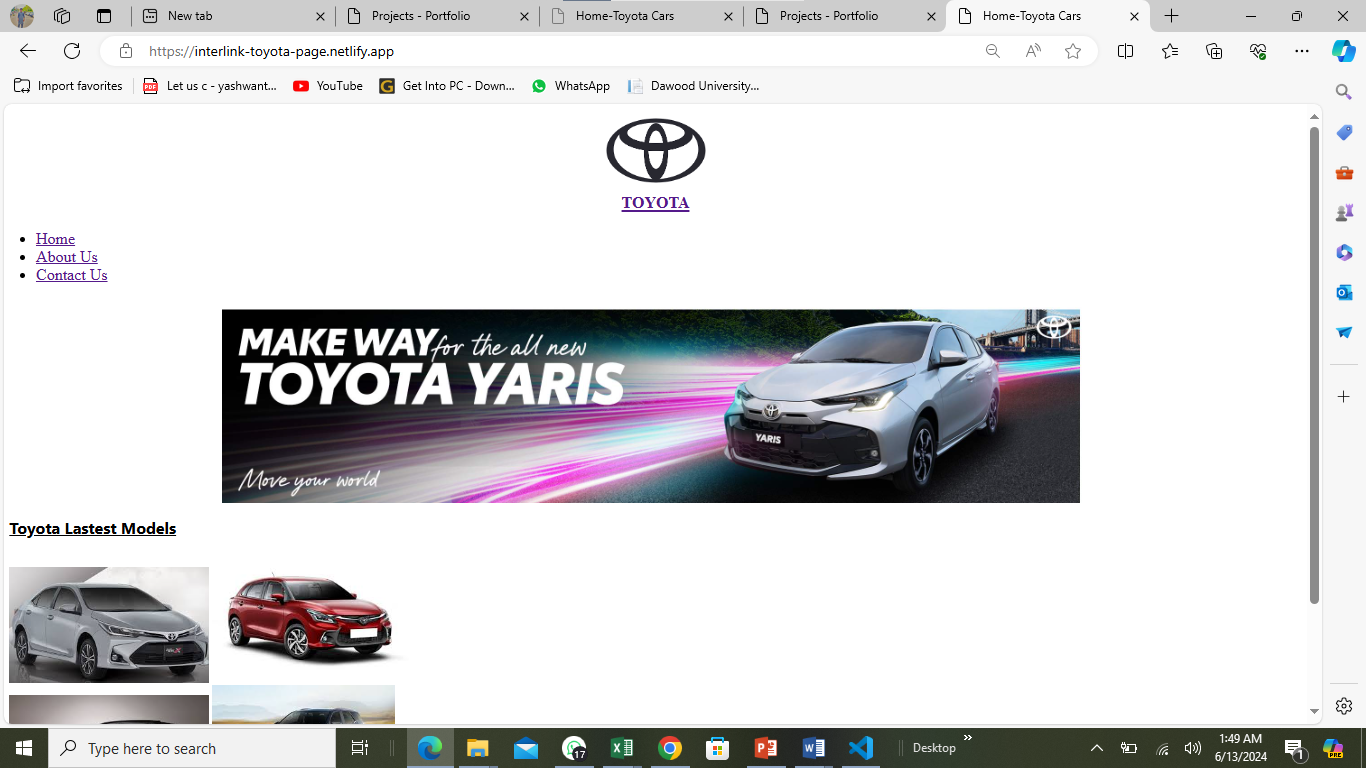 New tab
Projects - Portfolio
Home-Toyota Cars
Projects - Portfolio
Home-Toyota Cars
https://interlink-toyota-page.netlify.app
Import favorites
Let us c - yashwant...
YouTube
Get Into PC - Down...
WhatsApp
Dawood University...
TOYOTA
Home
About Us
Contact Us
MAKE WAY for the all new
TOYOTA YARIS
YARIS
Move your world
Toyota Lastest Models
Type here to search
17
Desktop
1:49 AM
6/13/2024
1
PRE